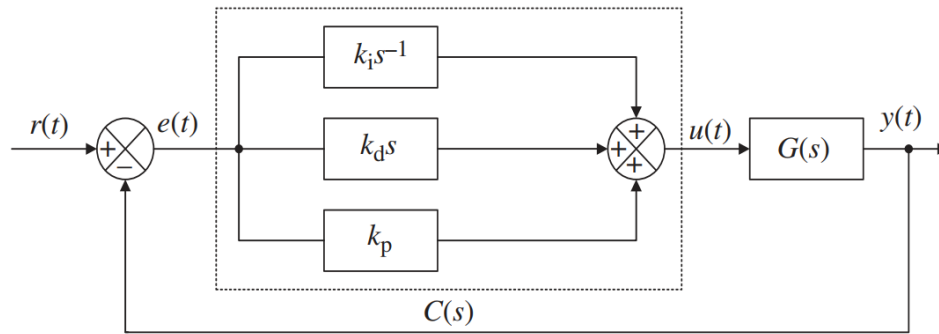 k_i s⁻¹
r(t)
e(t)
+
−
k_d s
+
+
+
u(t)
G(s)
y(t)
k_p
C(s)